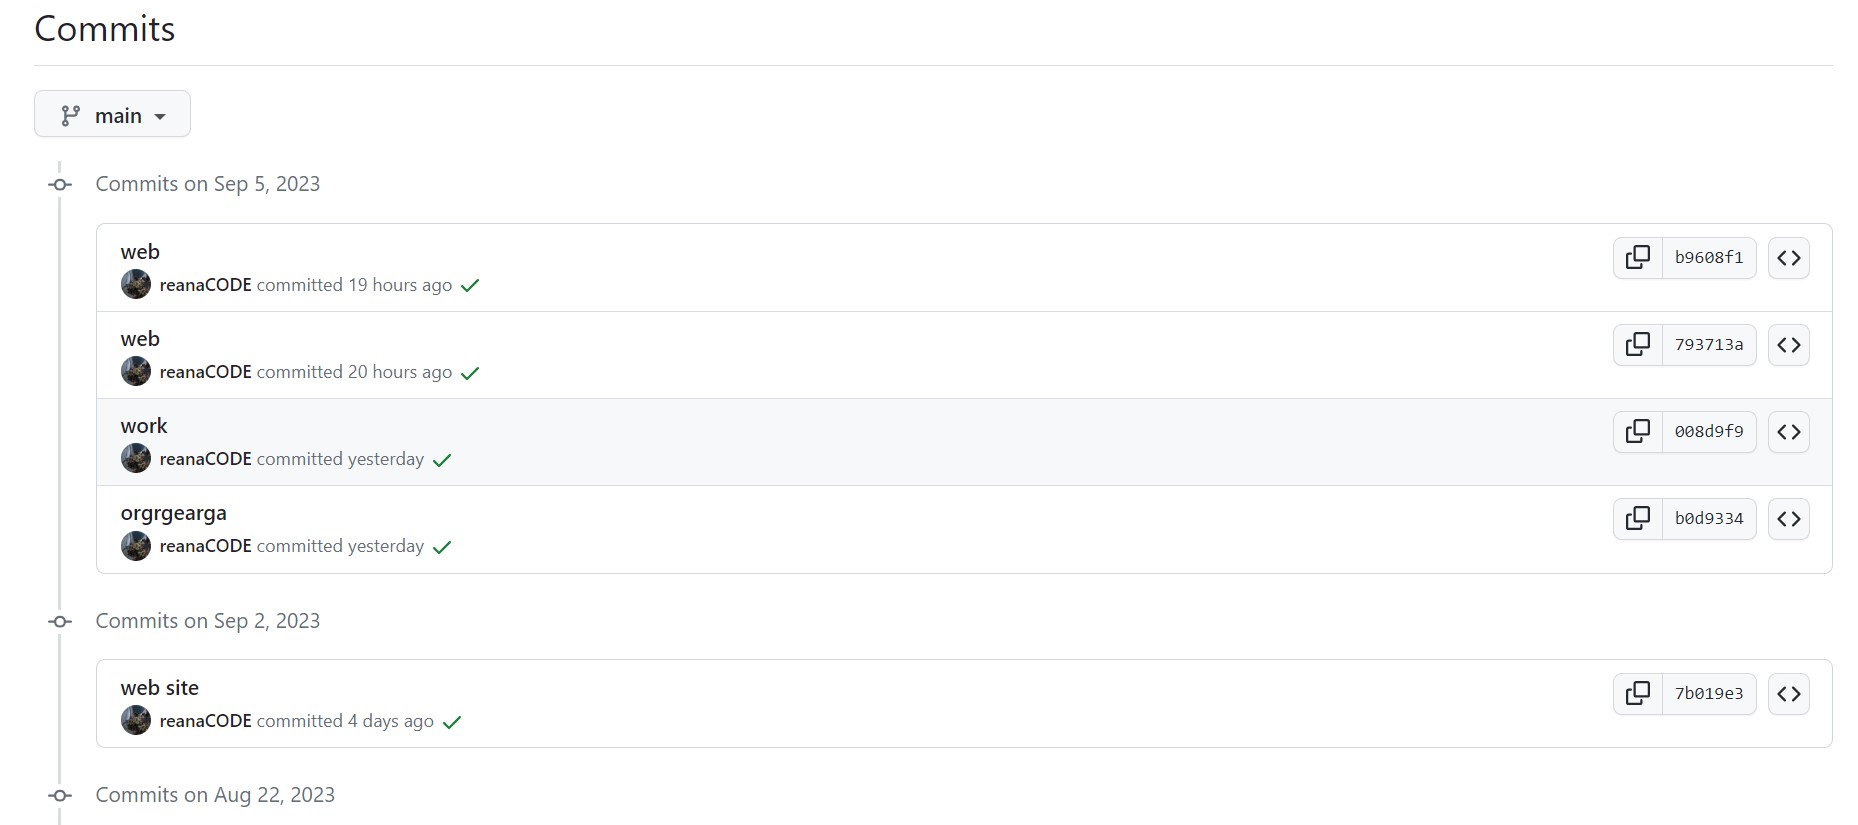 Commits
main
Commits on Sep 5, 2023
web
b9608f1
reanaCODE committed 19 hours ago
web
793713a
reanaCODE committed 20 hours ago
work
008d9f9
reanaCODE committed yesterday
orgrgearga
b0d9334
reanaCODE committed yesterday
Commits on Sep 2, 2023
web site
7b019e3
reanaCODE committed 4 days ago
Commits on Aug 22, 2023